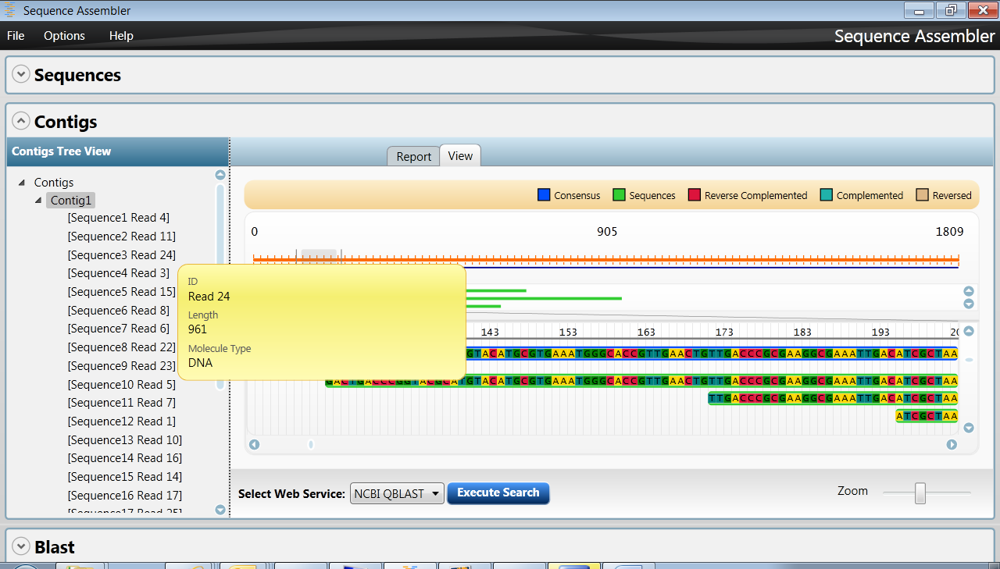 Sequence Assembler
File Options Help
Sequence Assembler
Sequences
Contigs
Contigs Tree View
Report View
Contigs
Contig1
[Sequence1 Read 4]
[Sequence2 Read 11]
[Sequence3 Read 24]
[Sequence4 Read 3]
[Sequence5 Read 15]
[Sequence6 Read 8]
[Sequence7 Read 6]
[Sequence8 Read 22]
[Sequence9 Read 23]
[Sequence10 Read 5]
[Sequence11 Read 7]
[Sequence12 Read 1]
[Sequence13 Read 10]
[Sequence14 Read 16]
[Sequence15 Read 14]
[Sequence16 Read 17]
[Sequence17 Read 25]
Consensus Sequences Reverse Complemented Complemented Reversed
0 905 1809
ID
Read 24
Length
961
Molecule Type
DNA
143 153 163 173 183 193 20
GTACATGCGTGAAATGGGCACCGTTGAACTGTTGACCCGCGAAGGCGAAATTGACATCGCTAA
GACTGACCCGGTACGCATGTACATGCGTGAAATGGGCACCGTTGAACTGTTGACCCGCGAAGGCGAAATTGACATCGCTAA
TTGACCCGCGAAGGCGAAATTGACATCGCTAA
ATCGCTAA
Select Web Service: NCBI QBLAST Execute Search
Zoom
Blast